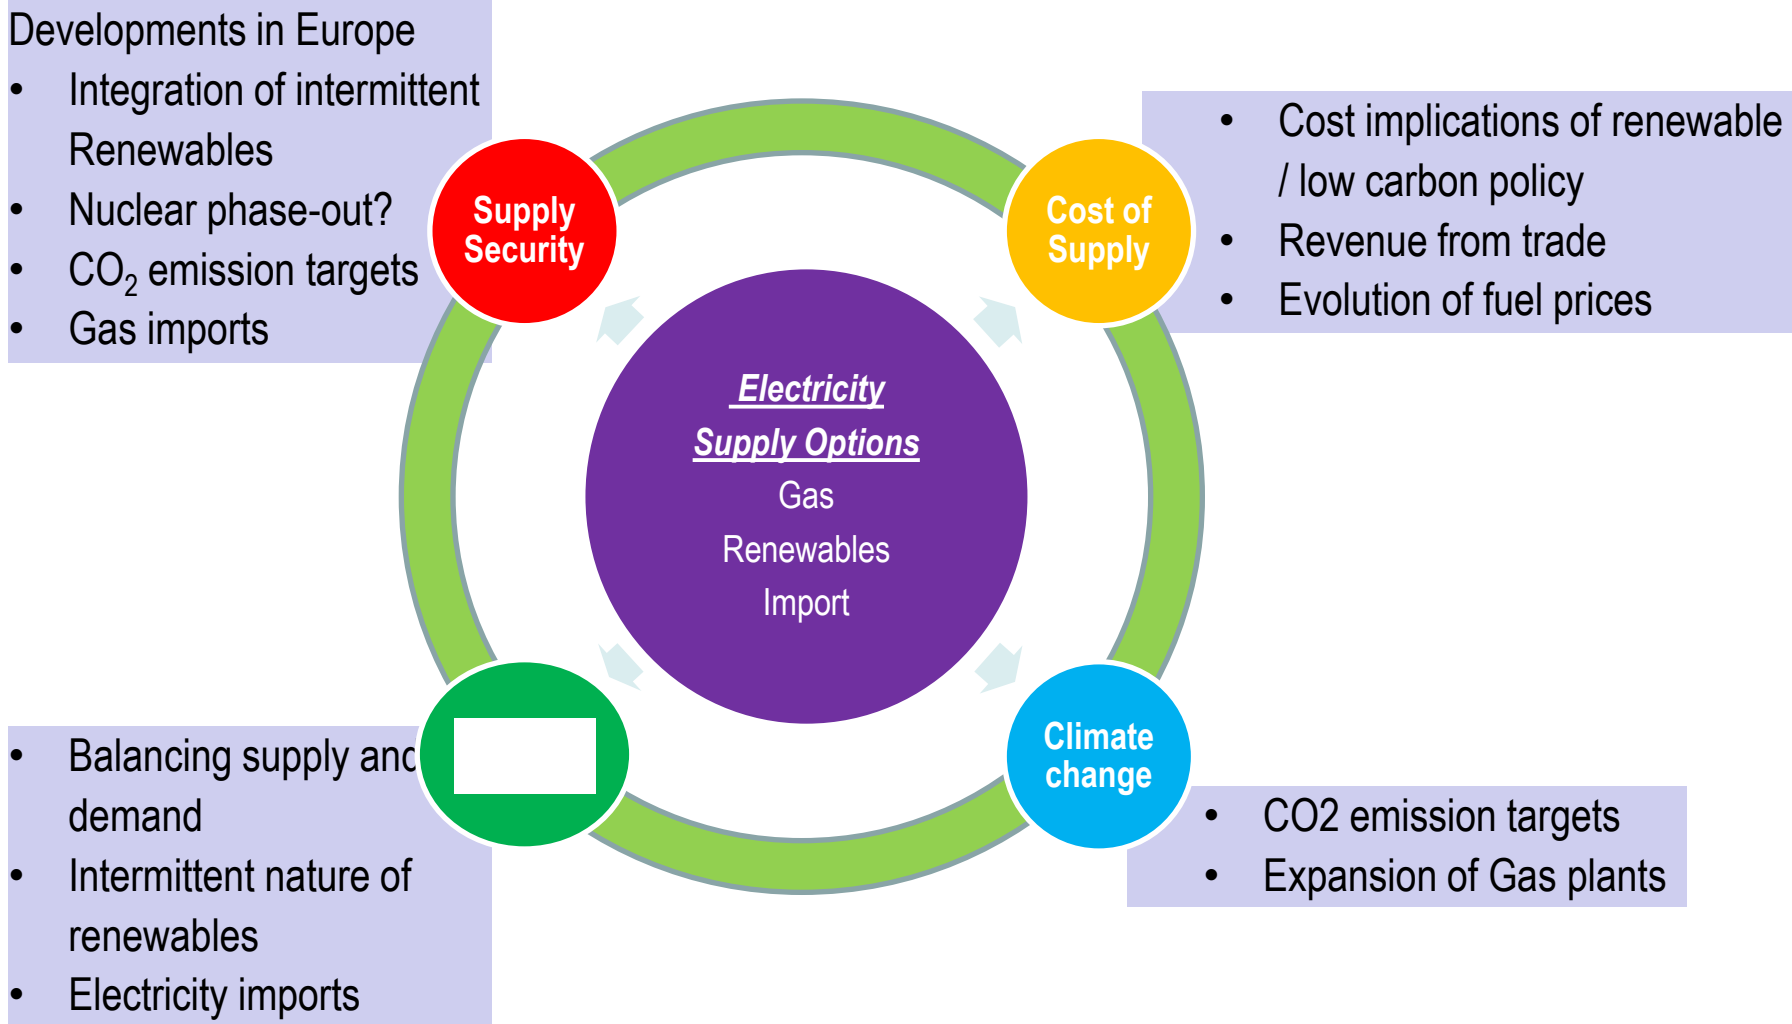 Developments in Europe
• Integration of intermittent
Renewables
• Nuclear phase-out?
• CO₂ emission targets
• Gas imports
Supply
Security
Cost of
Supply
• Cost implications of renewable
/ low carbon policy
• Revenue from trade
• Evolution of fuel prices
Electricity
Supply Options
Gas
Renewables
Import
• Balancing supply and
demand
• Intermittent nature of
renewables
• Electricity imports
Climate
change
• CO2 emission targets
• Expansion of Gas plants